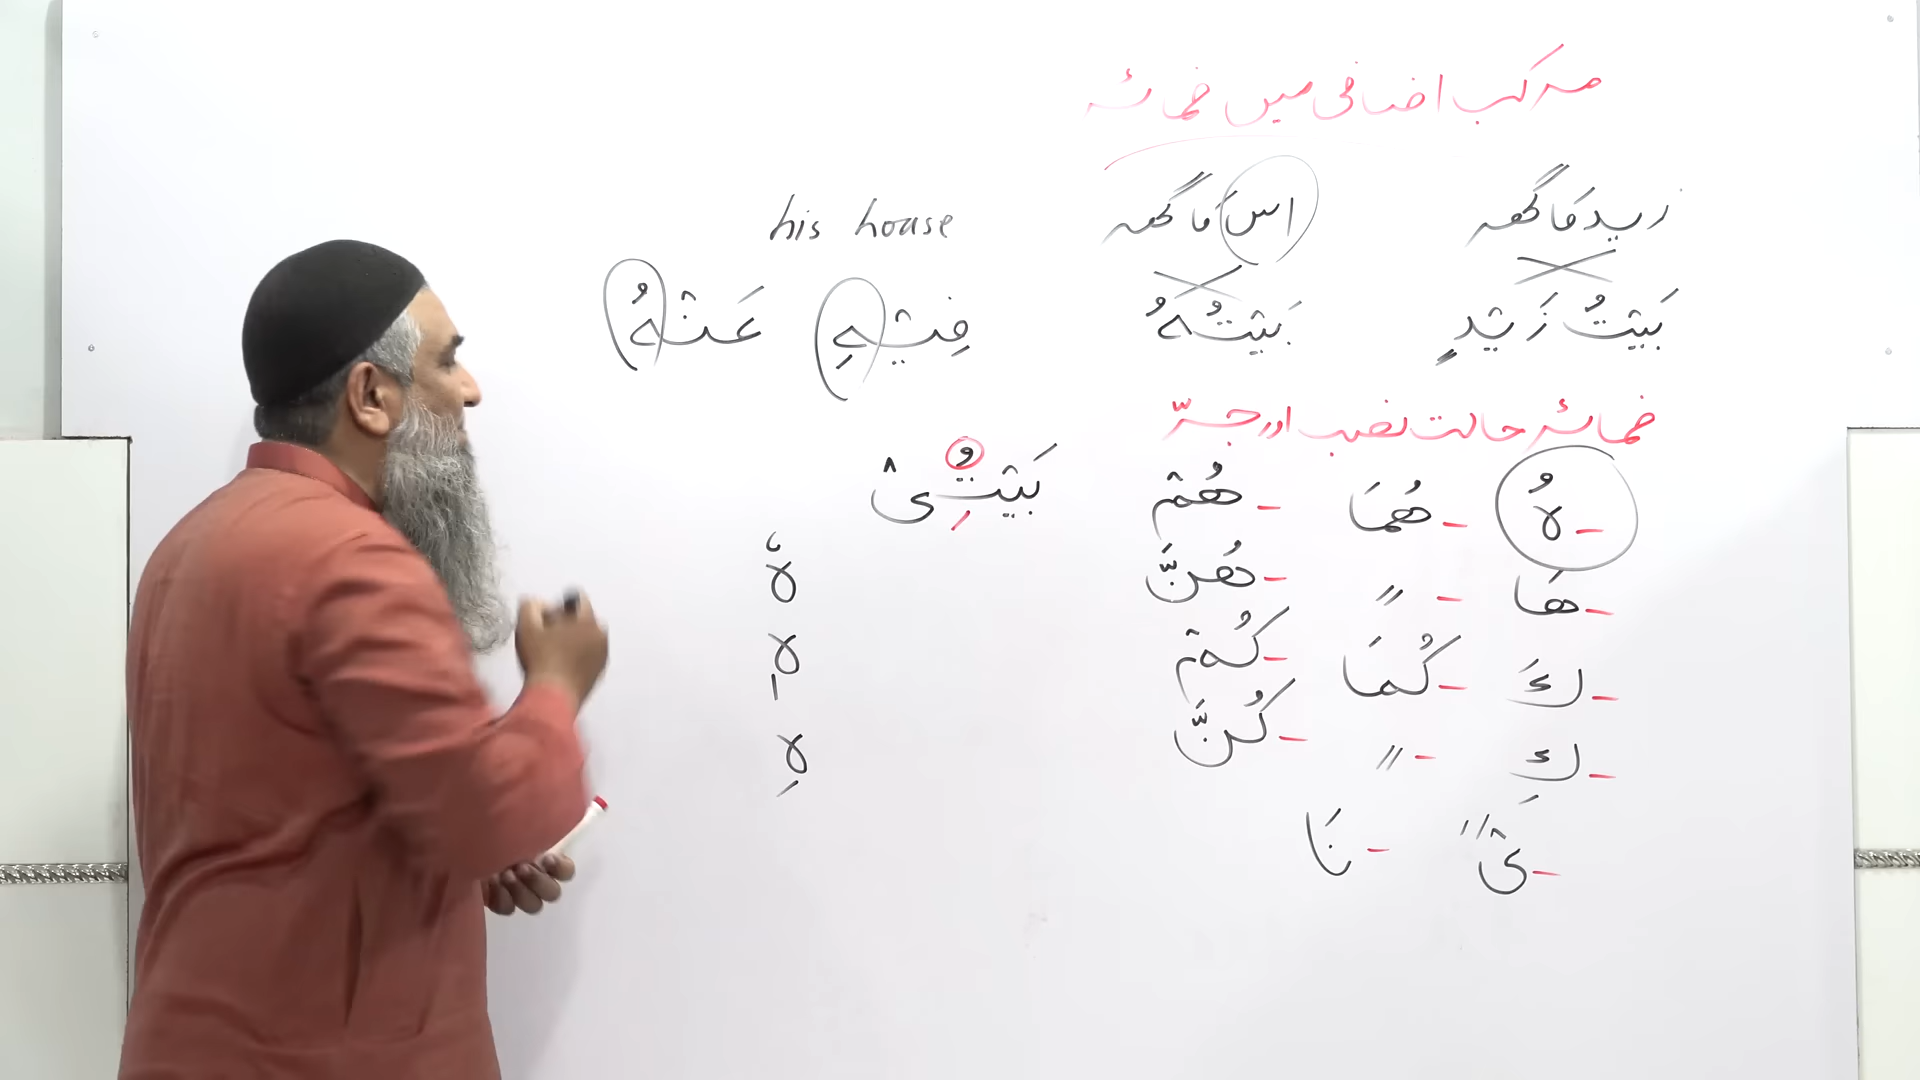 مرکب اضافی میں ضمائر
زید کا گھر اس کا گھر his house
بَيْتُ زَيْدٍ بَيْتُهٗ فِيْهِ عَنْهُ
ضمائر حالت نصب اور جرّ
بَيْتِیْ
-هٗ -هُمَا -هُمْ
-هَا -〃 -هُنَّ
-كَ -كُمَا -كُمْ
-كِ -〃 -كُنَّ
-یْ -نَا
هٗ
هٖ
هِ